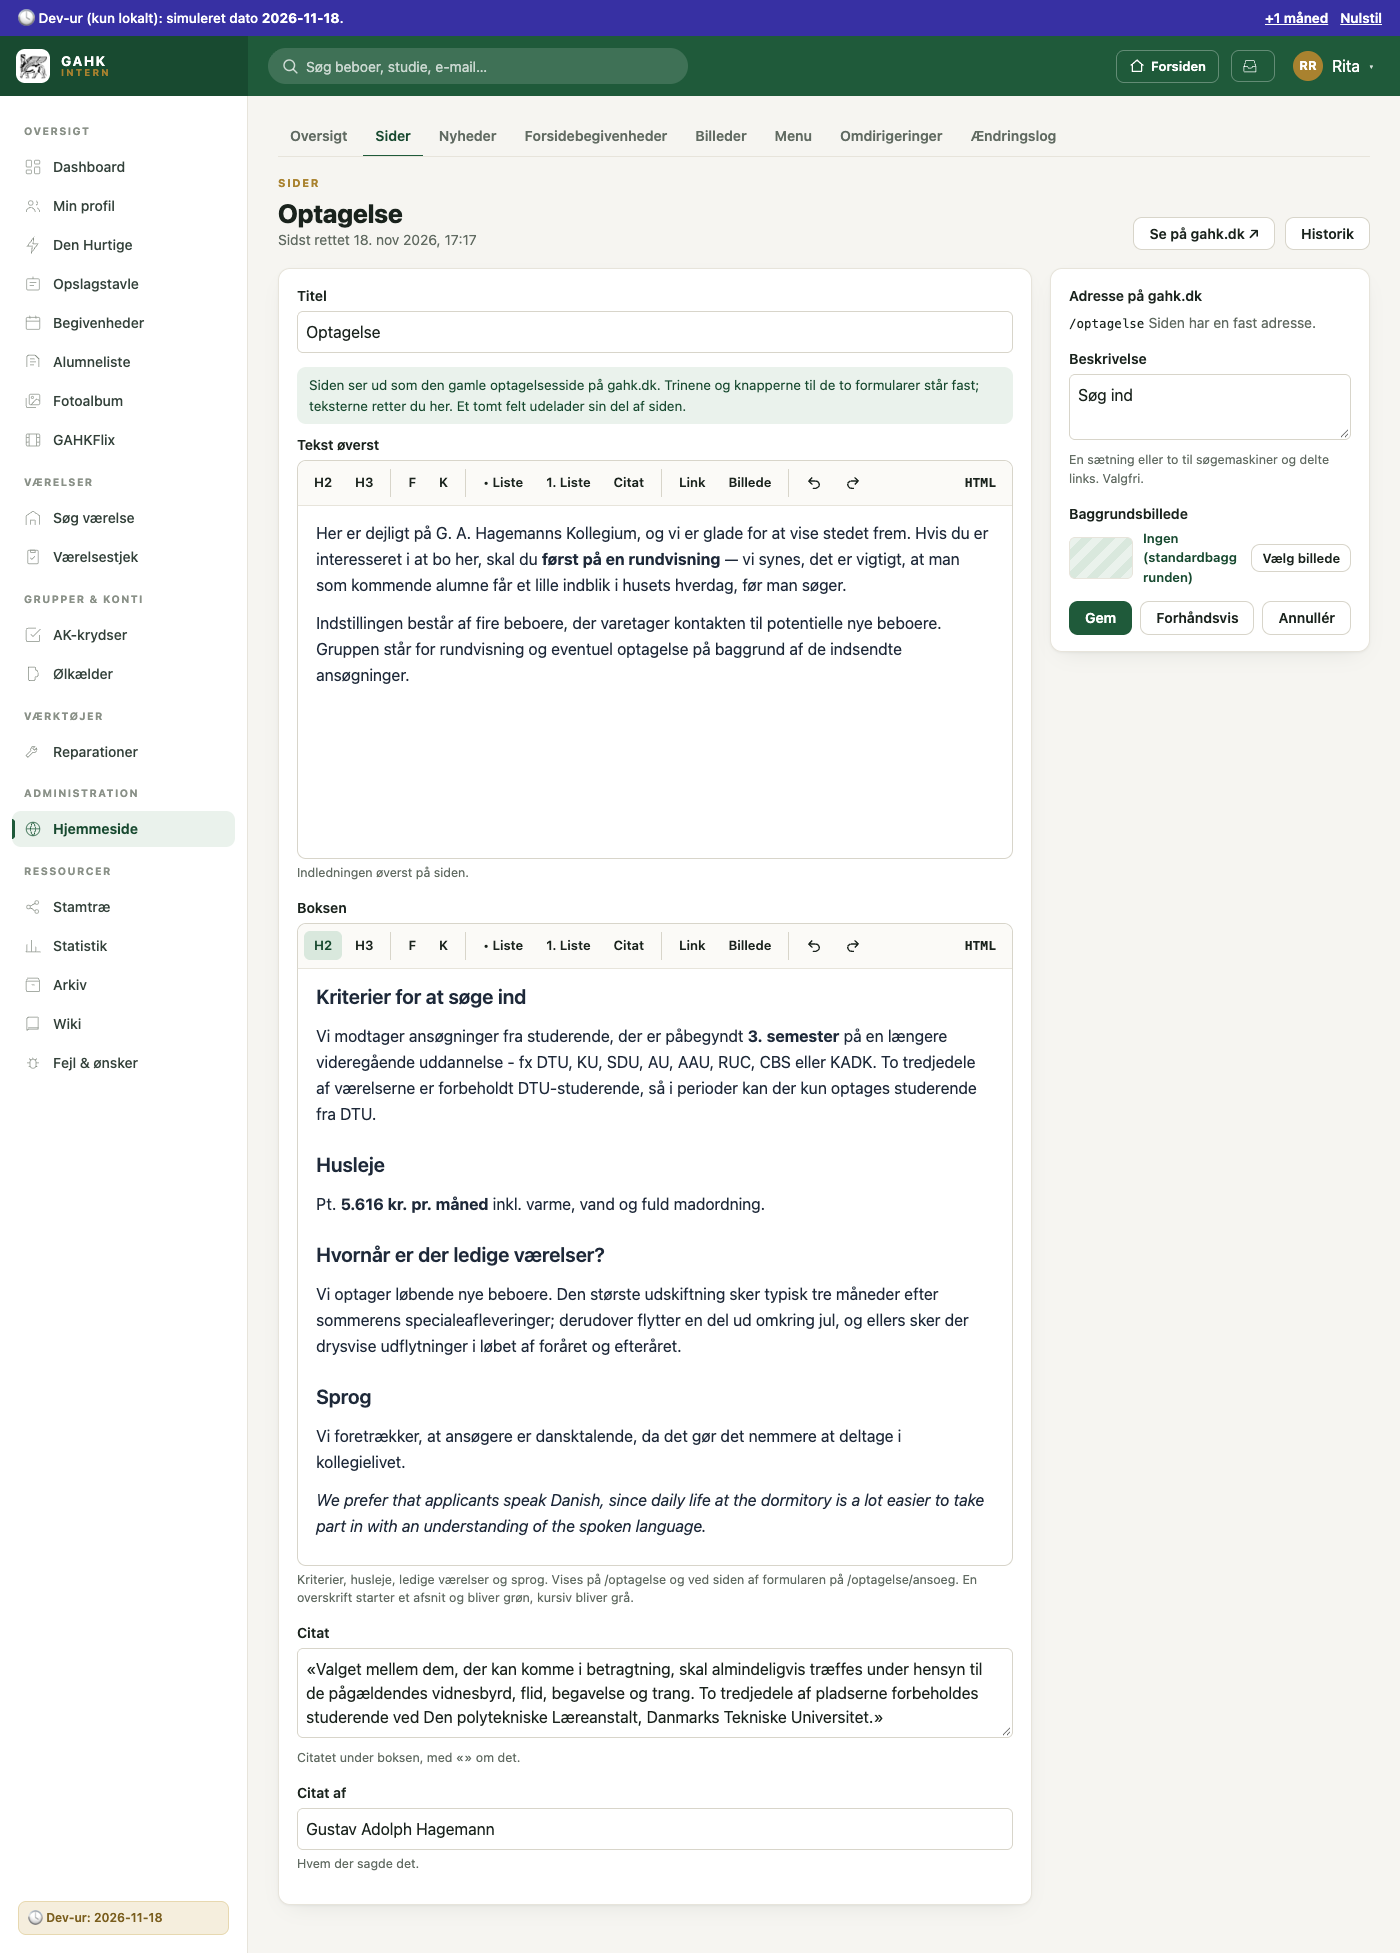 Dev-ur (kun lokalt): simuleret dato 2026-11-18.
+1 måned Nulstil
GAHK
INTERN
Søg beboer, studie, e-mail...
Forsiden
RR Rita
OVERSIGT
Dashboard
Min profil
Den Hurtige
Opslagstavle
Begivenheder
Alumneliste
Fotoalbum
GAHKFlix
VÆRELSER
Søg værelse
Værelsestjek
GRUPPER & KONTI
AK-krydser
Ølkælder
VÆRKTØJER
Reparationer
ADMINISTRATION
Hjemmeside
RESSOURCER
Stamtræ
Statistik
Arkiv
Wiki
Fejl & ønsker
Dev-ur: 2026-11-18
Oversigt Sider Nyheder Forsidebegivenheder Billeder Menu Omdirigeringer Ændringslog
SIDER
Optagelse
Sidst rettet 18. nov 2026, 17:17
Se på gahk.dk ↗ Historik
Titel
Optagelse
Siden ser ud som den gamle optagelsesside på gahk.dk. Trinene og knapperne til de to formularer står fast;
teksterne retter du her. Et tomt felt udelader sin del af siden.
Tekst øverst
H2 H3 F K • Liste 1. Liste Citat Link Billede HTML
Her er dejligt på G. A. Hagemanns Kollegium, og vi er glade for at vise stedet frem. Hvis du er
interesseret i at bo her, skal du først på en rundvisning — vi synes, det er vigtigt, at man
som kommende alumne får et lille indblik i husets hverdag, før man søger.
Indstillingen består af fire beboere, der varetager kontakten til potentielle nye beboere.
Gruppen står for rundvisning og eventuel optagelse på baggrund af de indsendte
ansøgninger.
Indledningen øverst på siden.
Boksen
H2 H3 F K • Liste 1. Liste Citat Link Billede HTML
Kriterier for at søge ind
Vi modtager ansøgninger fra studerende, der er påbegyndt 3. semester på en længere
videregående uddannelse - fx DTU, KU, SDU, AU, AAU, RUC, CBS eller KADK. To tredjedele
af værelserne er forbeholdt DTU-studerende, så i perioder kan der kun optages studerende
fra DTU.
Husleje
Pt. 5.616 kr. pr. måned inkl. varme, vand og fuld madordning.
Hvornår er der ledige værelser?
Vi optager løbende nye beboere. Den største udskiftning sker typisk tre måneder efter
sommerens specialeafleveringer; derudover flytter en del ud omkring jul, og ellers sker der
drysvise udflytninger i løbet af foråret og efteråret.
Sprog
Vi foretrækker, at ansøgere er dansktalende, da det gør det nemmere at deltage i
kollegielivet.
We prefer that applicants speak Danish, since daily life at the dormitory is a lot easier to take
part in with an understanding of the spoken language.
Kriterier, husleje, ledige værelser og sprog. Vises på /optagelse og ved siden af formularen på /optagelse/ansoeg. En
overskrift starter et afsnit og bliver grøn, kursiv bliver grå.
Citat
«Valget mellem dem, der kan komme i betragtning, skal almindeligvis træffes under hensyn til
de pågældendes vidnesbyrd, flid, begavelse og trang. To tredjedele af pladserne forbeholdes
studerende ved Den polytekniske Læreanstalt, Danmarks Tekniske Universitet.»
Citatet under boksen, med «» om det.
Citat af
Gustav Adolph Hagemann
Hvem der sagde det.
Adresse på gahk.dk
/optagelse Siden har en fast adresse.
Beskrivelse
Søg ind
En sætning eller to til søgemaskiner og delte
links. Valgfri.
Baggrundsbillede
Ingen
(standardbagg
runden)
Vælg billede
Gem Forhåndsvis Annullér